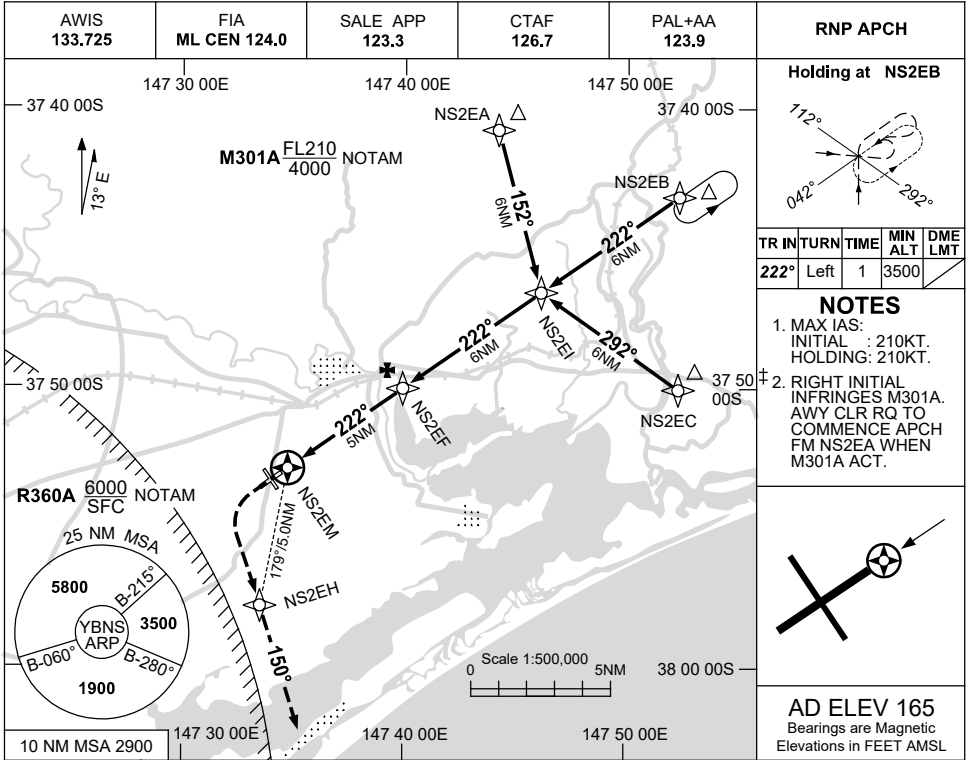 AWIS
133.725
FIA
ML CEN 124.0
SALE APP
123.3
CTAF
126.7
PAL+AA
123.9
RNP APCH
147 30 00E
147 40 00E
147 50 00E
37 40 00S
37 40 00S
NS2EA
M301A FL210 NOTAM
4000
13° E
152°
6NM
NS2EB
222°
6NM
NS2EI
222°
6NM
292°
6NM
37 50 00S
37 50
00S
NS2EC
NS2EF
222°
5NM
NS2EM
R360A 6000 NOTAM
SFC
179°/5.0NM
NS2EH
150°
25 NM MSA
5800
B-215°
3500
YBNS
ARP
B-060°
B-280°
1900
10 NM MSA 2900
Scale 1:500,000
0 5NM
38 00 00S
147 30 00E
147 40 00E
147 50 00E
Holding at NS2EB
112°
042°
292°
TR IN TURN TIME MIN ALT DME LMT
222° Left 1 3500
NOTES
1. MAX IAS:
INITIAL : 210KT.
HOLDING: 210KT.
‡ 2. RIGHT INITIAL
INFRINGES M301A.
AWY CLR RQ TO
COMMENCE APCH
FM NS2EA WHEN
M301A ACT.
AD ELEV 165
Bearings are Magnetic
Elevations in FEET AMSL